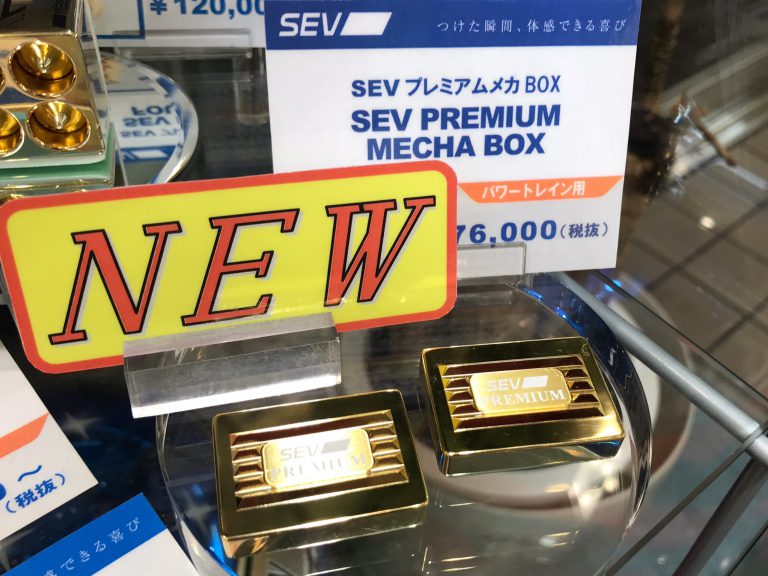 ¥120,00
SEV
つけた瞬間、体感できる喜び
SEV プレミアムメカ BOX
SEV PREMIUM
MECHA BOX
パワートレイン用
76,000(税抜)
NEW
SEV
PREMIUM
SEV
PREMIUM
~
(税抜)
できる喜び